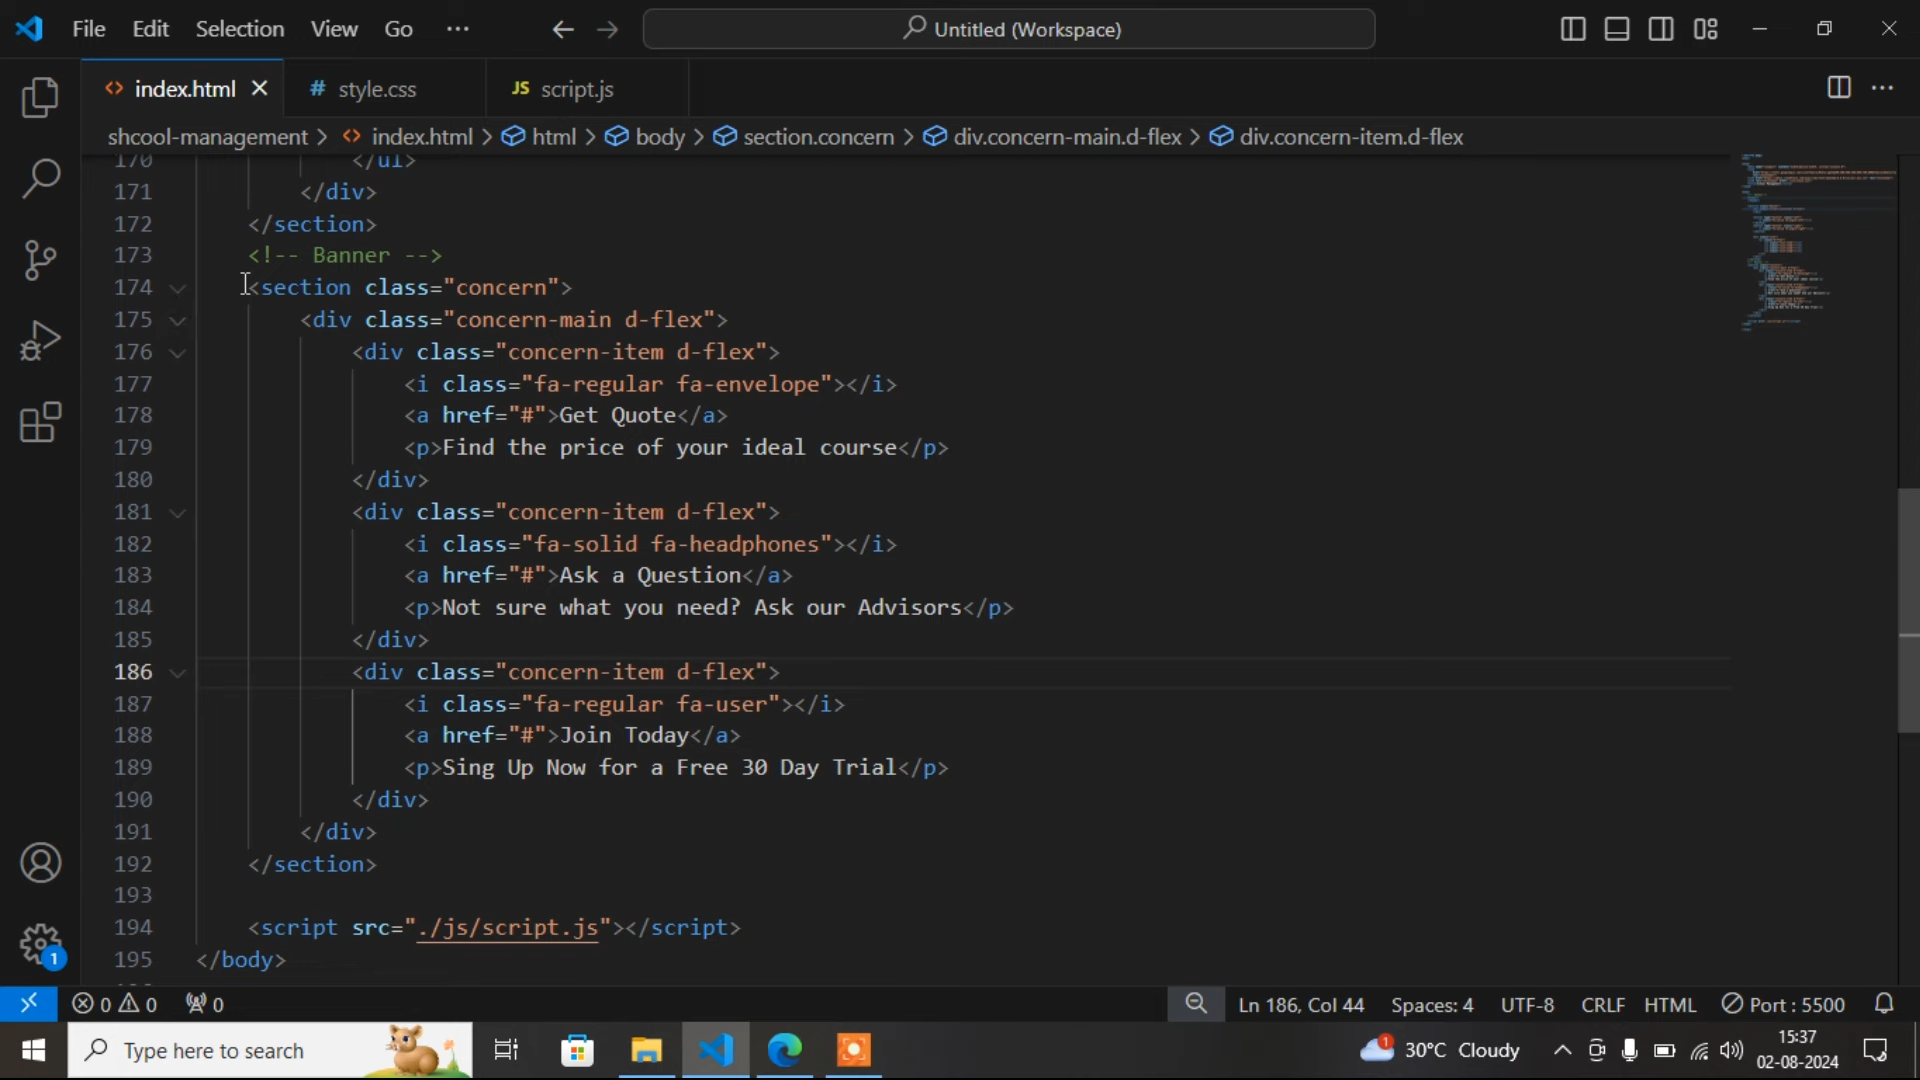 File Edit Selection View Go ··· Untitled (Workspace)
index.html style.css JS script.js
shcool-management > index.html > html > body > section.concern > div.concern-main.d-flex > div.concern-item.d-flex
170 </ul>
171 </div>
172 </section>
173 <!-- Banner -->
174 <section class="concern">
175 <div class="concern-main d-flex">
176 <div class="concern-item d-flex">
177 <i class="fa-regular fa-envelope"></i>
178 <a href="#">Get Quote</a>
179 <p>Find the price of your ideal course</p>
180 </div>
181 <div class="concern-item d-flex">
182 <i class="fa-solid fa-headphones"></i>
183 <a href="#">Ask a Question</a>
184 <p>Not sure what you need? Ask our Advisors</p>
185 </div>
186 <div class="concern-item d-flex">
187 <i class="fa-regular fa-user"></i>
188 <a href="#">Join Today</a>
189 <p>Sing Up Now for a Free 30 Day Trial</p>
190 </div>
191 </div>
192 </section>
193
194 <script src="./js/script.js"></script>
195 </body>
1
0 0 0 Ln 186, Col 44 Spaces: 4 UTF-8 CRLF HTML Port : 5500
Type here to search 1 30°C Cloudy 15:37
02-08-2024